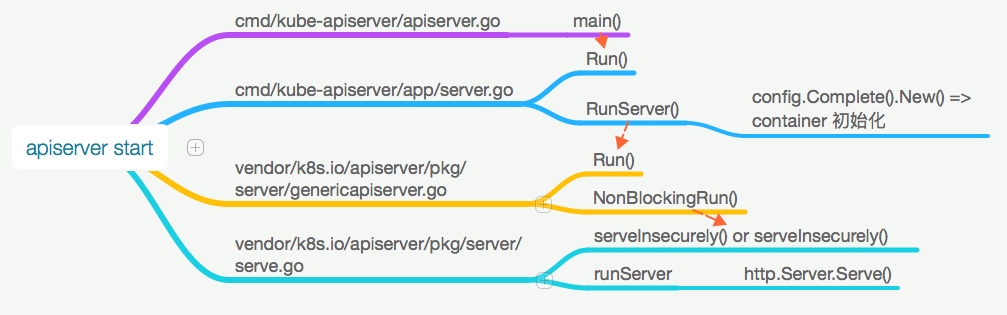 cmd/kube-apiserver/apiserver.go
main()
Run()
cmd/kube-apiserver/app/server.go
RunServer()
config.Complete().New() =>
container 初始化
apiserver start
vendor/k8s.io/apiserver/pkg/
server/genericapiserver.go
Run()
NonBlockingRun()
vendor/k8s.io/apiserver/pkg/server/
serve.go
serveInsecurely() or serveInsecurely()
runServer
http.Server.Serve()